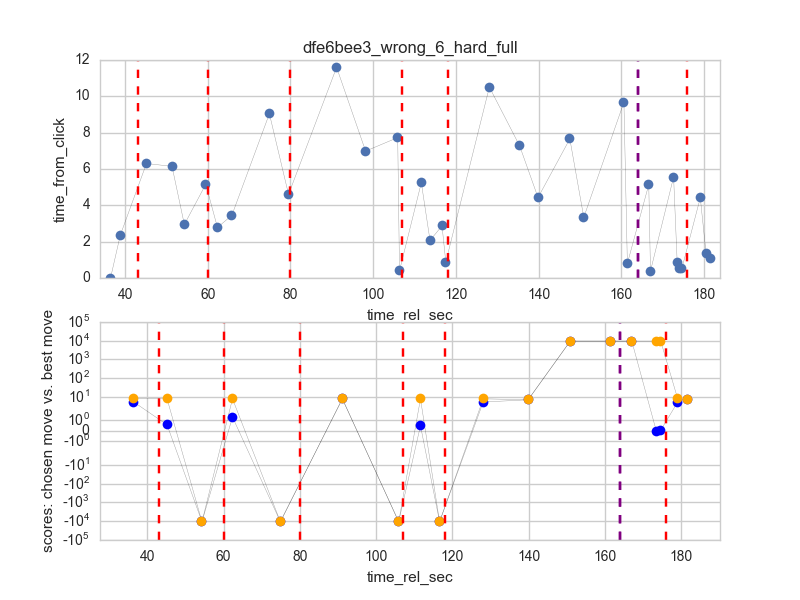 dfe6bee3_wrong_6_hard_full
time_from_click
12
10
8
6
4
2
0
40 60 80 100 120 140 160 180
time_rel_sec
scores: chosen move vs. best move
10^5
10^4
10^3
10^2
10^1
10^0
0
-10^0
-10^1
-10^2
-10^3
-10^4
-10^5
40 60 80 100 120 140 160 180
time_rel_sec